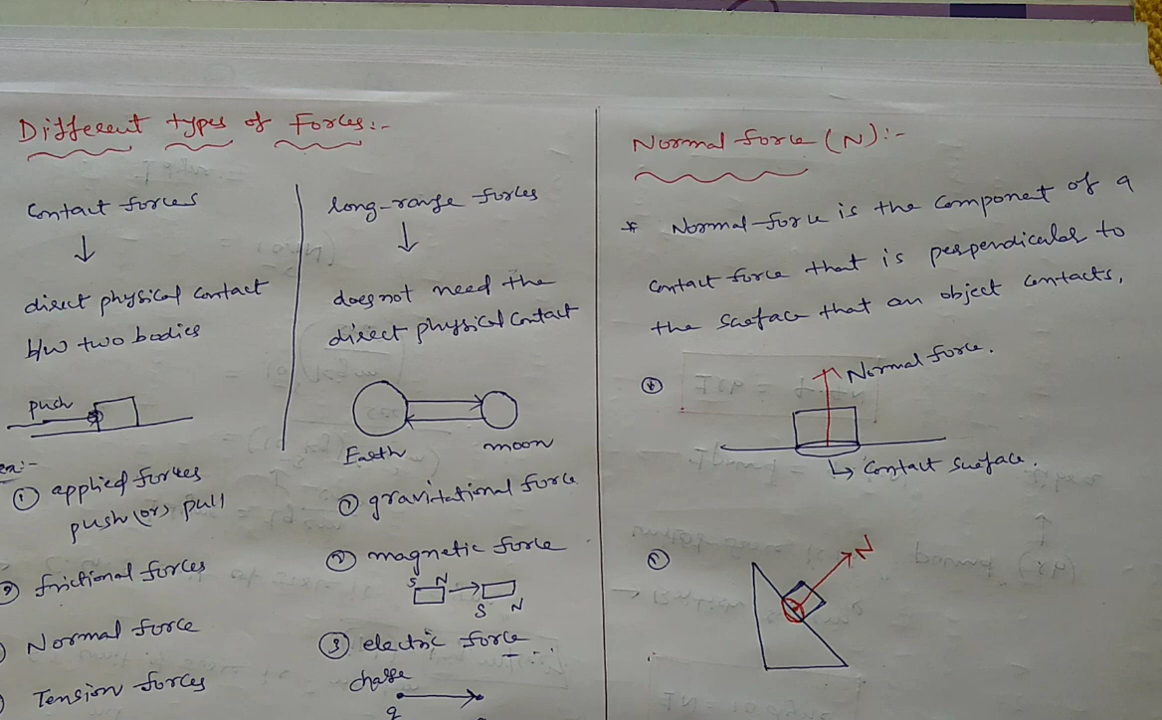 Different types of Forces:-
Contact forces
↓
direct physical contact
b/w two bodies
push
ex:-
① applied forces
push (or) pull
② frictional forces
Normal force
Tension forces
long-range forces
↓
does not need the
direct physical contact
Earth
moon
① gravitational force
② magnetic force
S N → S N
③ electric force ...
charge
q
Normal force (N):-
* Normal force is the componet of a
contact force that is perpendicular to
the surface that an object contacts,
Normal force.
↳ Contact surface.
N